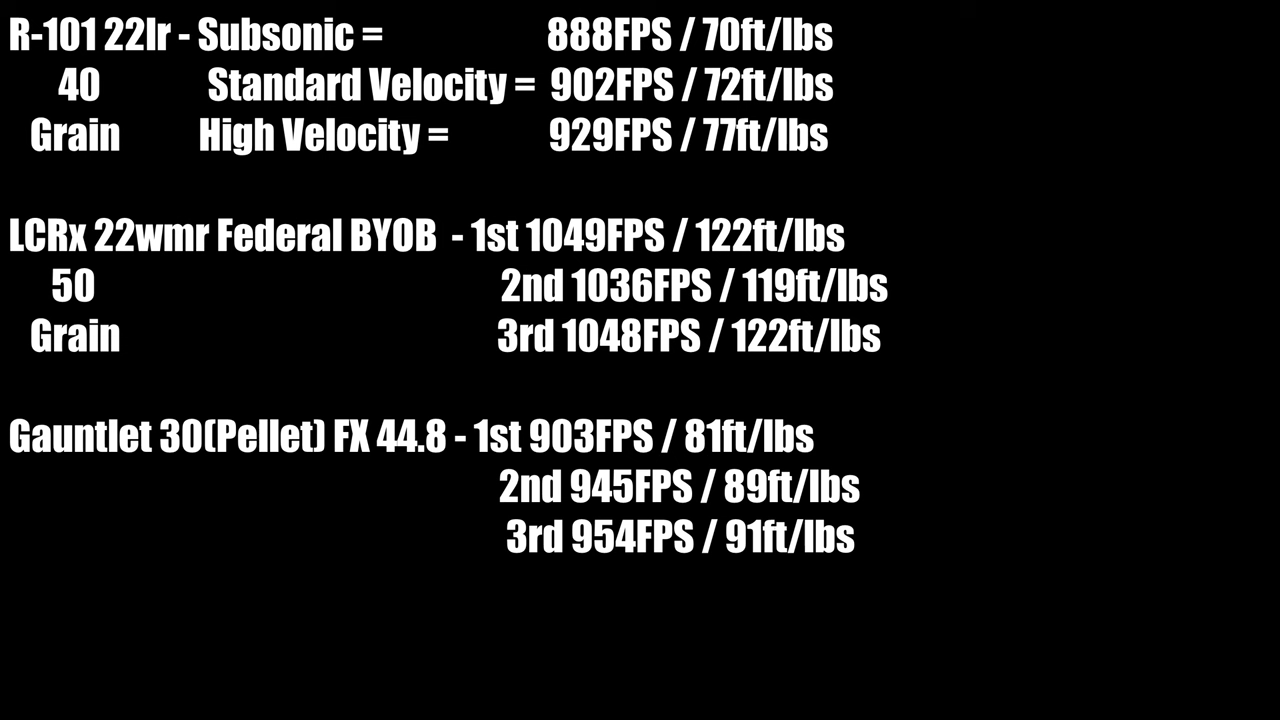 R-101 22lr - Subsonic = 888FPS / 70ft/lbs
40 Standard Velocity = 902FPS / 72ft/lbs
Grain High Velocity = 929FPS / 77ft/lbs
LCRx 22wmr Federal BYOB - 1st 1049FPS / 122ft/lbs
50 2nd 1036FPS / 119ft/lbs
Grain 3rd 1048FPS / 122ft/lbs
Gauntlet 30(Pellet) FX 44.8 - 1st 903FPS / 81ft/lbs
2nd 945FPS / 89ft/lbs
3rd 954FPS / 91ft/lbs